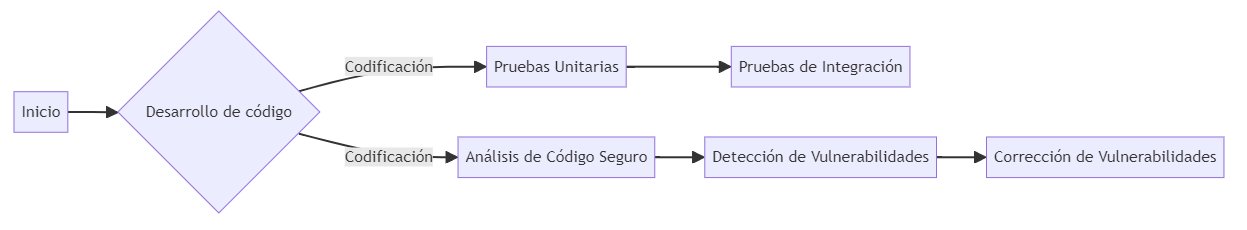 Inicio
Desarrollo de código
Codificación
Pruebas Unitarias
Pruebas de Integración
Codificación
Análisis de Código Seguro
Detección de Vulnerabilidades
Corrección de Vulnerabilidades